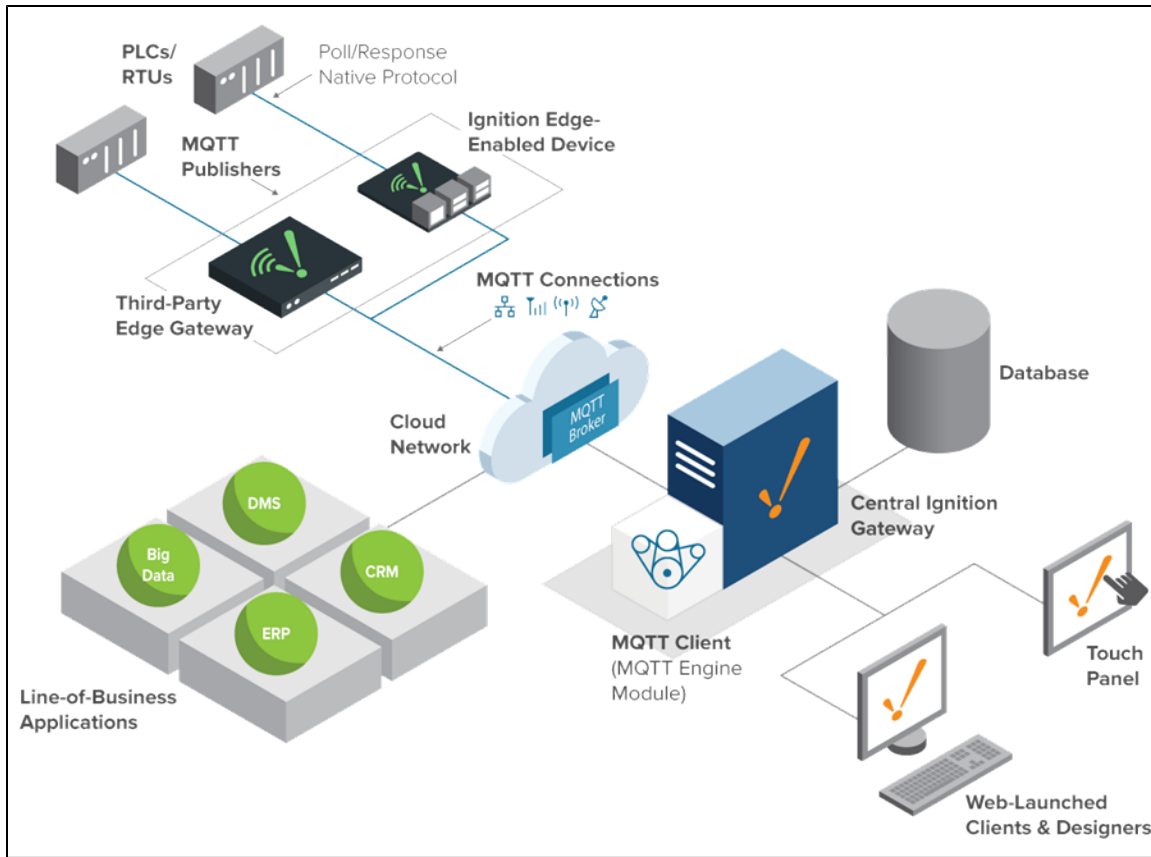 PLCs/
RTUs
Poll/Response
Native Protocol
MQTT
Publishers
Ignition Edge-
Enabled Device
Third-Party
Edge Gateway
MQTT Connections
Cloud
Network
MQTT
Broker
Database
Central Ignition
Gateway
DMS
Big
Data
CRM
ERP
Line-of-Business
Applications
MQTT Client
(MQTT Engine
Module)
Touch
Panel
Web-Launched
Clients & Designers